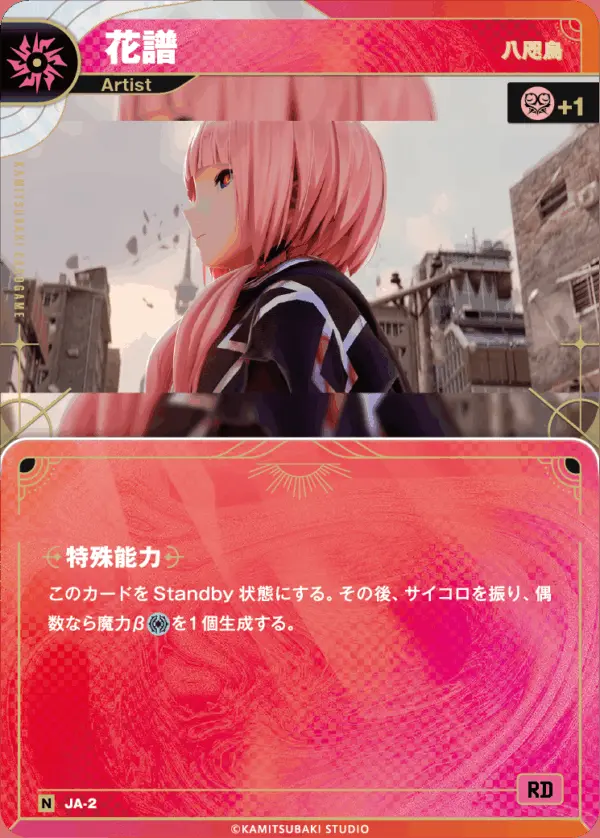 花譜
八咫烏
Artist
+1
KAMITSUBAKI CARDGAME
特殊能力
このカードをStandby状態にする。その後、サイコロを振り、偶
数なら魔力βを1個生成する。
N JA-2
RD
©KAMITSUBAKI STUDIO